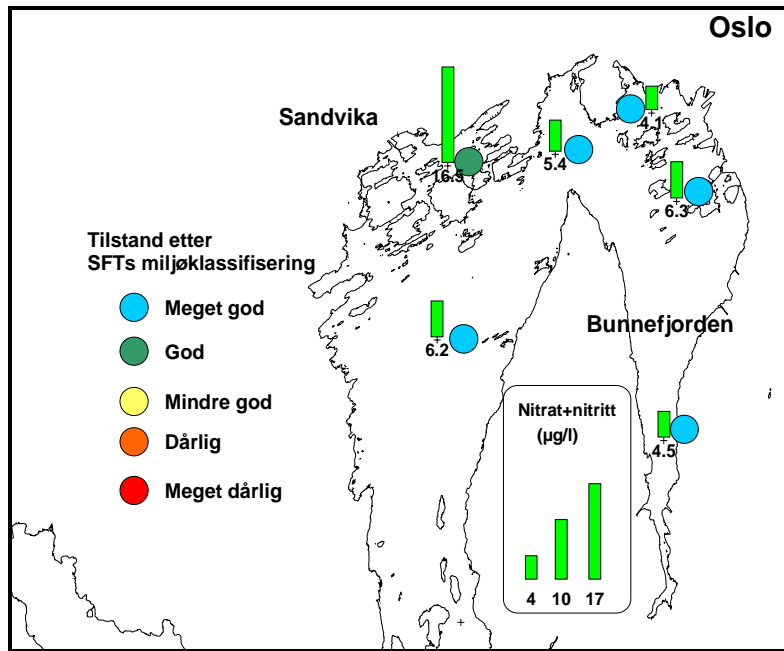 Oslo
Sandvika
4.1
5.4
16.5
6.3
Tilstand etter
SFTs miljøklassifisering
Meget god
God
Mindre god
Dårlig
Meget dårlig
6.2
Bunnefjorden
4.5
Nitrat+nitritt
(µg/l)
4 10 17